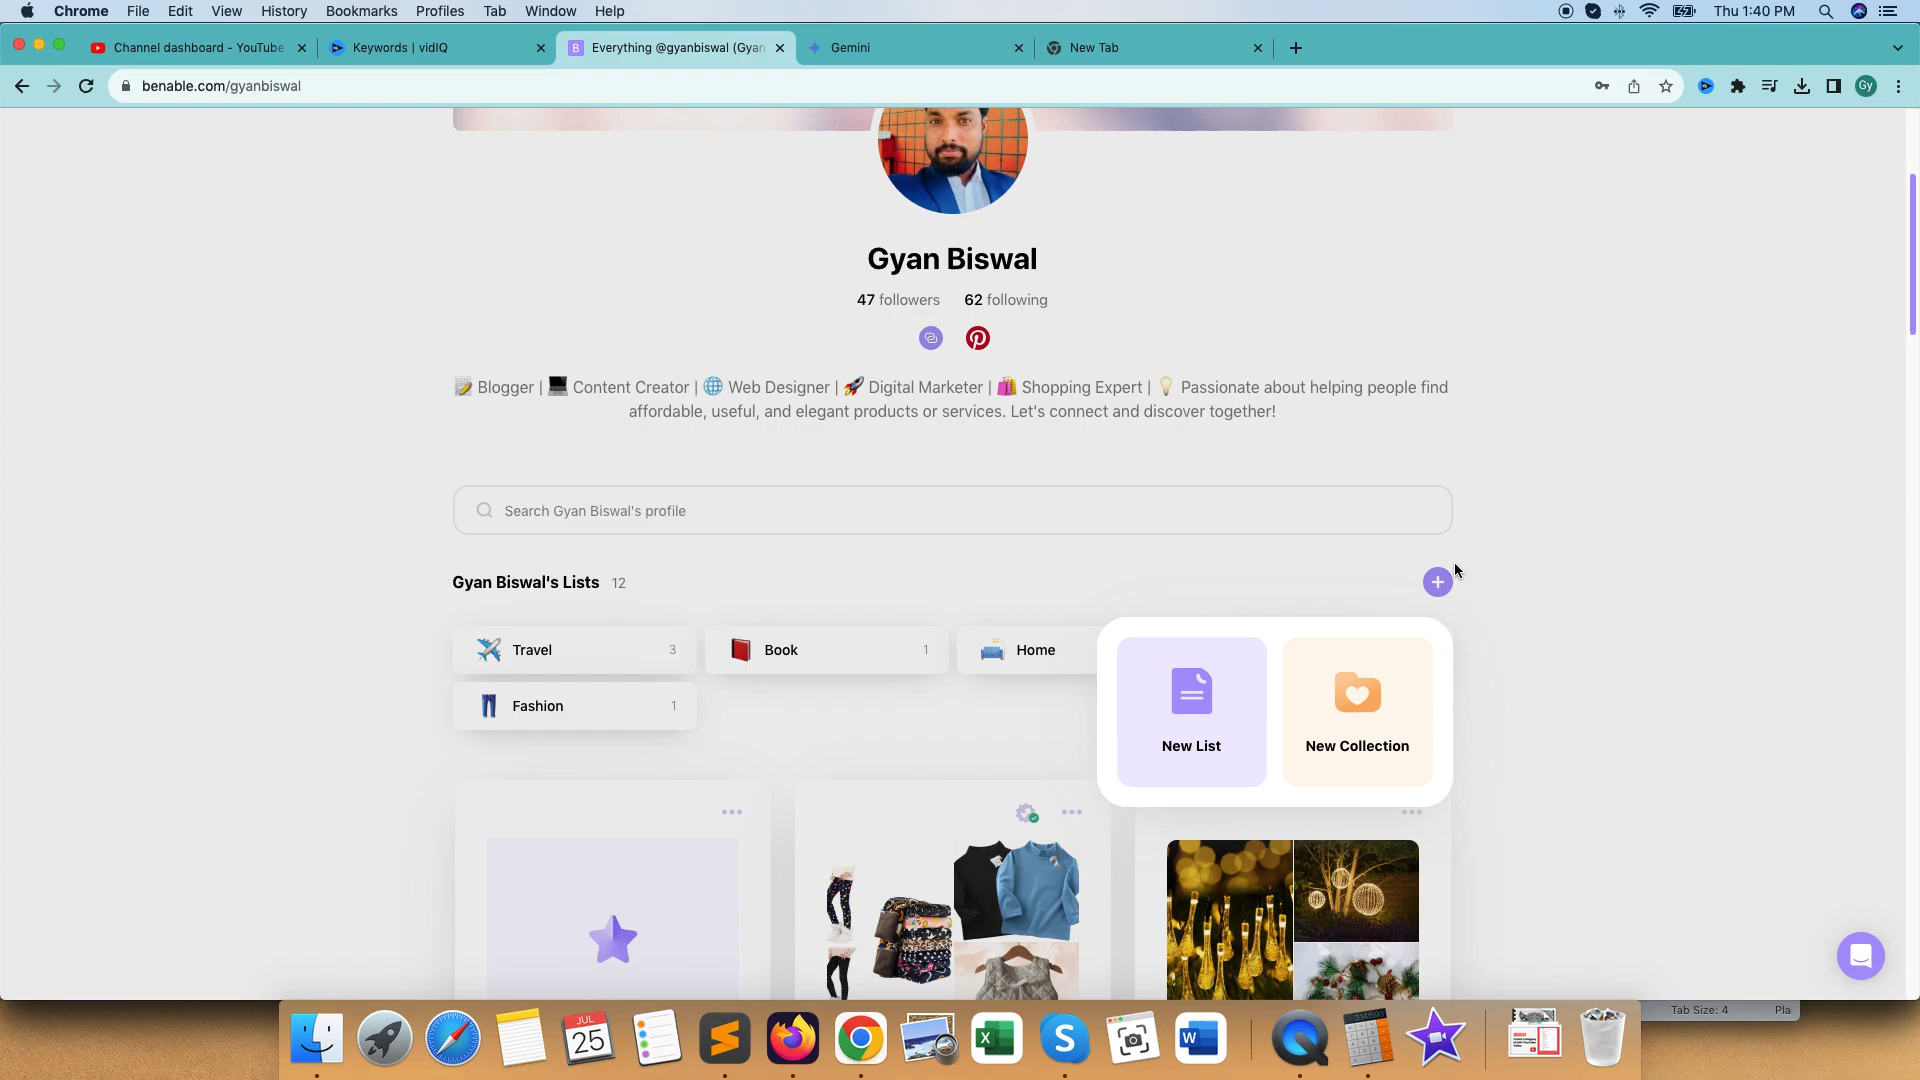 Chrome File Edit View History Bookmarks Profiles Tab Window Help Thu 1:40 PM
Channel dashboard - YouTube Keywords | vidIQ Everything @gyanbiswal (Gyan Gemini New Tab
benable.com/gyanbiswal Gy
Gyan Biswal
47 followers 62 following
Blogger | Content Creator | Web Designer | Digital Marketer | Shopping Expert | Passionate about helping people find
affordable, useful, and elegant products or services. Let's connect and discover together!
Search Gyan Biswal's profile
Gyan Biswal's Lists 12
Travel 3 Book 1 Home
Fashion 1
New List New Collection
Tab Size: 4 Pla
JUL
25